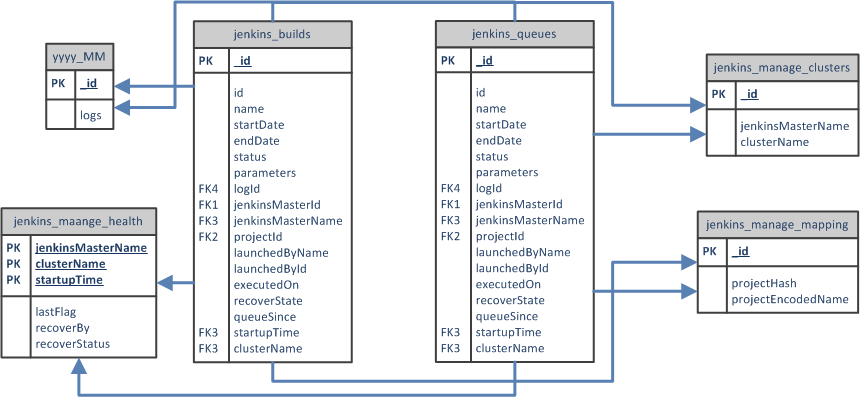 yyyy_MM
PK _id
logs
jenkins_builds
PK _id
id
name
startDate
endDate
status
parameters
FK4 logId
FK1 jenkinsMasterId
FK3 jenkinsMasterName
FK2 projectId
launchedByName
launchedById
executedOn
recoverState
queueSince
FK3 startupTime
FK3 clusterName
jenkins_queues
PK _id
id
name
startDate
endDate
status
parameters
FK4 logId
FK1 jenkinsMasterId
FK3 jenkinsMasterName
FK2 projectId
launchedByName
launchedById
executedOn
recoverState
queueSince
FK3 startupTime
FK3 clusterName
jenkins_manage_clusters
PK _id
jenkinsMasterName
clusterName
jenkins_maange_health
PK jenkinsMasterName
PK clusterName
PK startupTime
lastFlag
recoverBy
recoverStatus
jenkins_manage_mapping
PK _id
projectHash
projectEncodedName